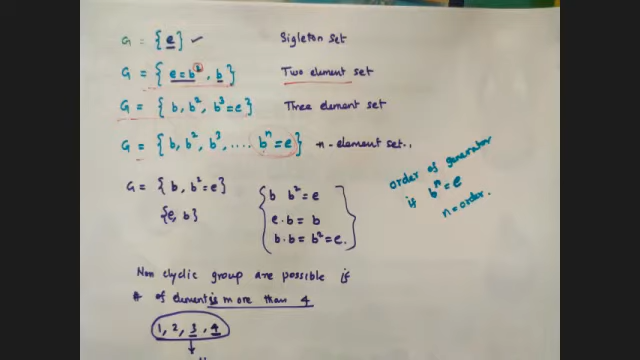 G = { e } ✓ Sigleton set
G = { e = b², b } Two element set
G = { b, b², b³ = e } Three element set
G = { b, b², b³, .... bⁿ = e } n-element set..
order of generator
is bⁿ = e
n = order.
G = { b, b² = e }
{e, b}
b b² = e
e·b = b
b·b = b² = e.
Non clyclic group are possible if
# of element is more than 4
1, 2, 3, 4